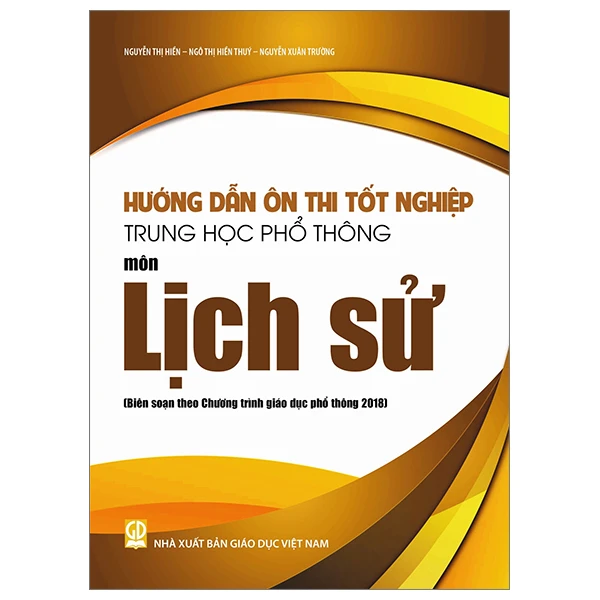 NGUYỄN THỊ HIỀN – NGÔ THỊ HIỀN THUÝ – NGUYỄN XUÂN TRƯỜNG
HƯỚNG DẪN ÔN THI TỐT NGHIỆP
TRUNG HỌC PHỔ THÔNG
môn
Lịch sử
(Biên soạn theo Chương trình giáo dục phổ thông 2018)
GD
NHÀ XUẤT BẢN GIÁO DỤC VIỆT NAM